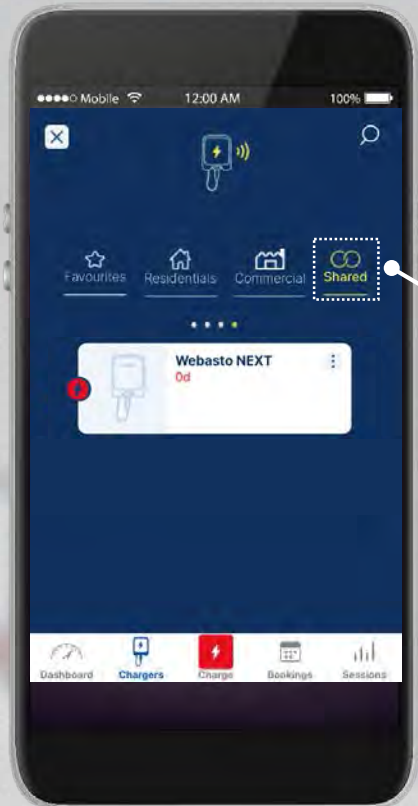 Mobile 12:00 AM 100%
Favourites Residentials Commercial Shared
Webasto NEXT
0d
Dashboard Chargers Charge Bookings Sessions